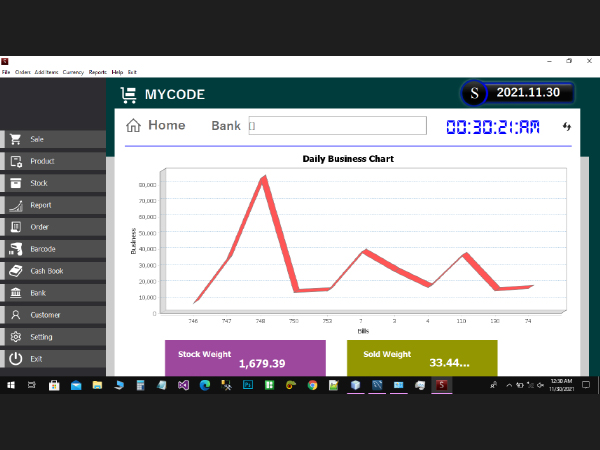 S
File Orders Add Items Currency Reports Help Exit
MYCODE
S 2021.11.30
Home Bank []
00:30:21:AM
Sale
Product
Stock
Report
Order
Barcode
Cash Book
Bank
Customer
Setting
Exit
Daily Business Chart
Business
80,000
70,000
60,000
50,000
40,000
30,000
20,000
10,000
0
746 747 748 750 753 1 3 4 110 130 74
Bills
Stock Weight
1,679.39
Sold Weight
33.44...
Ps
S
12:30 AM
11/30/2021